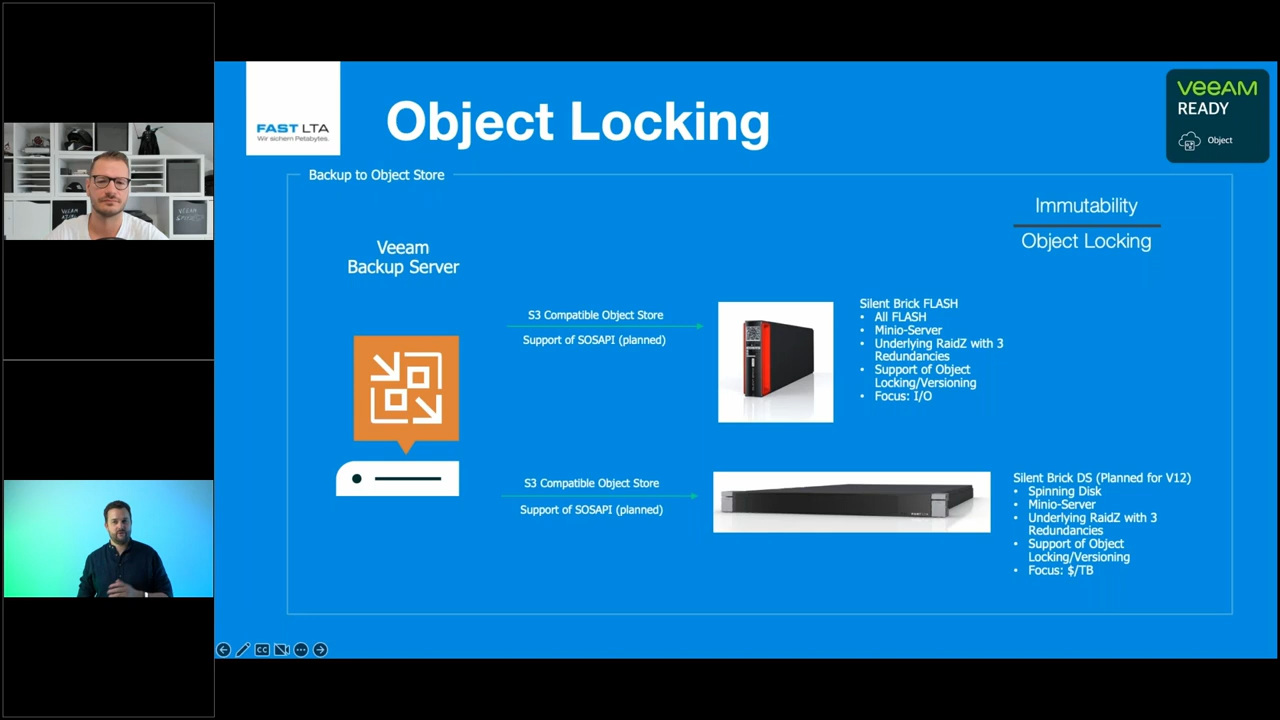 FAST LTA
Wir sichern Petabytes.
Object Locking
VEEAM
READY
Object
Backup to Object Store
Immutability
Object Locking
Veeam
Backup Server
S3 Compatible Object Store
Support of SOSAPI (planned)
Silent Brick FLASH
• All FLASH
• Minio-Server
• Underlying RaidZ with 3
Redundancies
• Support of Object
Locking/Versioning
• Focus: I/O
S3 Compatible Object Store
Support of SOSAPI (planned)
Silent Brick DS (Planned for V12)
• Spinning Disk
• Minio-Server
• Underlying RaidZ with 3
Redundancies
• Support of Object
Locking/Versioning
• Focus: $/TB
CC